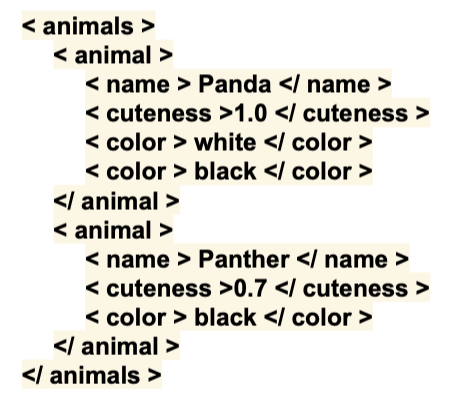 < animals >
< animal >
< name > Panda </ name >
< cuteness >1.0 </ cuteness >
< color > white </ color >
< color > black </ color >
</ animal >
< animal >
< name > Panther </ name >
< cuteness >0.7 </ cuteness >
< color > black </ color >
</ animal >
</ animals >